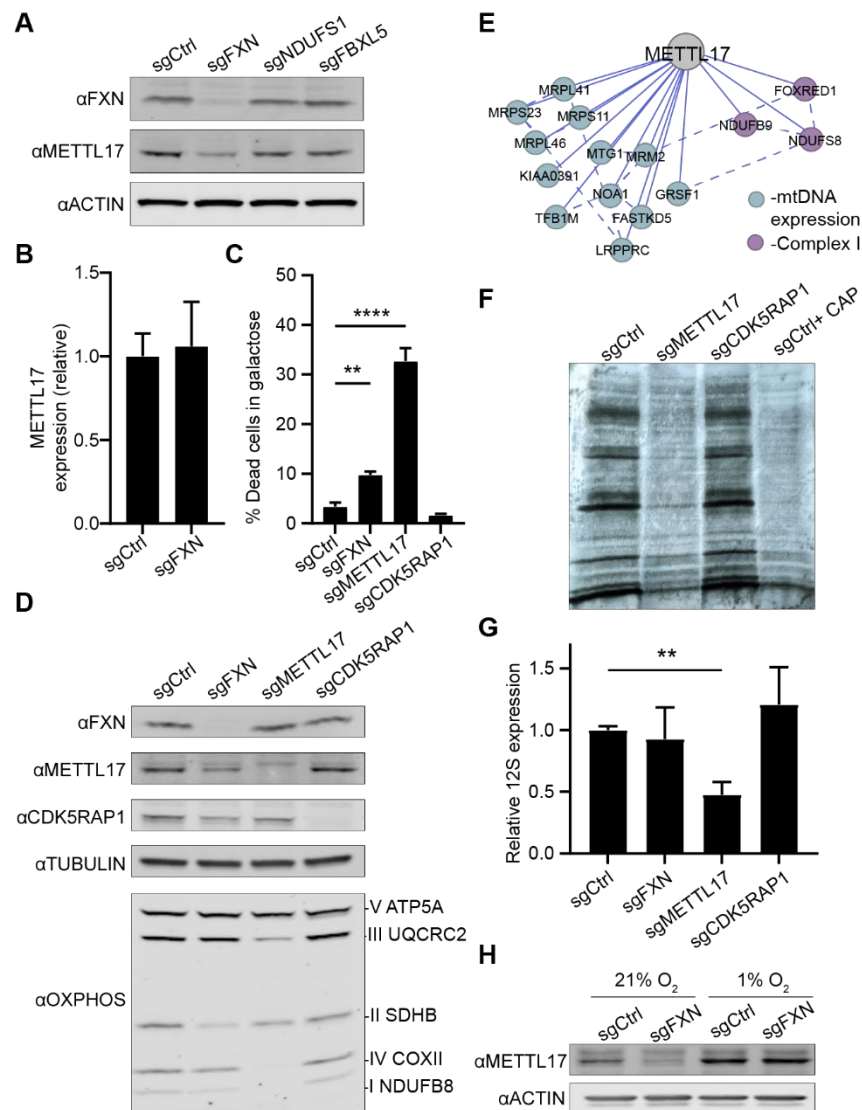 A
sgCtrl
sgFXN
sgNDUFS1
sgFBXL5
αFXN
αMETTL17
αACTIN
B
METTL17
expression (relative)
1.5
1.0
0.5
0.0
sgCtrl
sgFXN
C
% Dead cells in galactose
50
40
30
20
10
0
****
**
sgCtrl
sgFXN
sgMETTL17
sgCDK5RAP1
D
sgCtrl
sgFXN
sgMETTL17
sgCDK5RAP1
αFXN
αMETTL17
αCDK5RAP1
αTUBULIN
αOXPHOS
V ATP5A
III UQCRC2
II SDHB
IV COXII
I NDUFB8
E
METTL17
MRPL41
MRPS23
MRPS11
MRPL46
KIAA0391
MTG1
MRM2
NOA1
TFB1M
FASTKD5
LRPPRC
GRSF1
FOXRED1
NDUFB9
NDUFS8
-mtDNA
expression
-Complex I
F
sgCtrl
sgMETTL17
sgCDK5RAP1
sgCtrl+ CAP
G
Relative 12S expression
1.5
1.0
0.5
0.0
**
sgCtrl
sgFXN
sgMETTL17
sgCDK5RAP1
H
21% O₂
1% O₂
sgCtrl
sgFXN
sgCtrl
sgFXN
αMETTL17
αACTIN